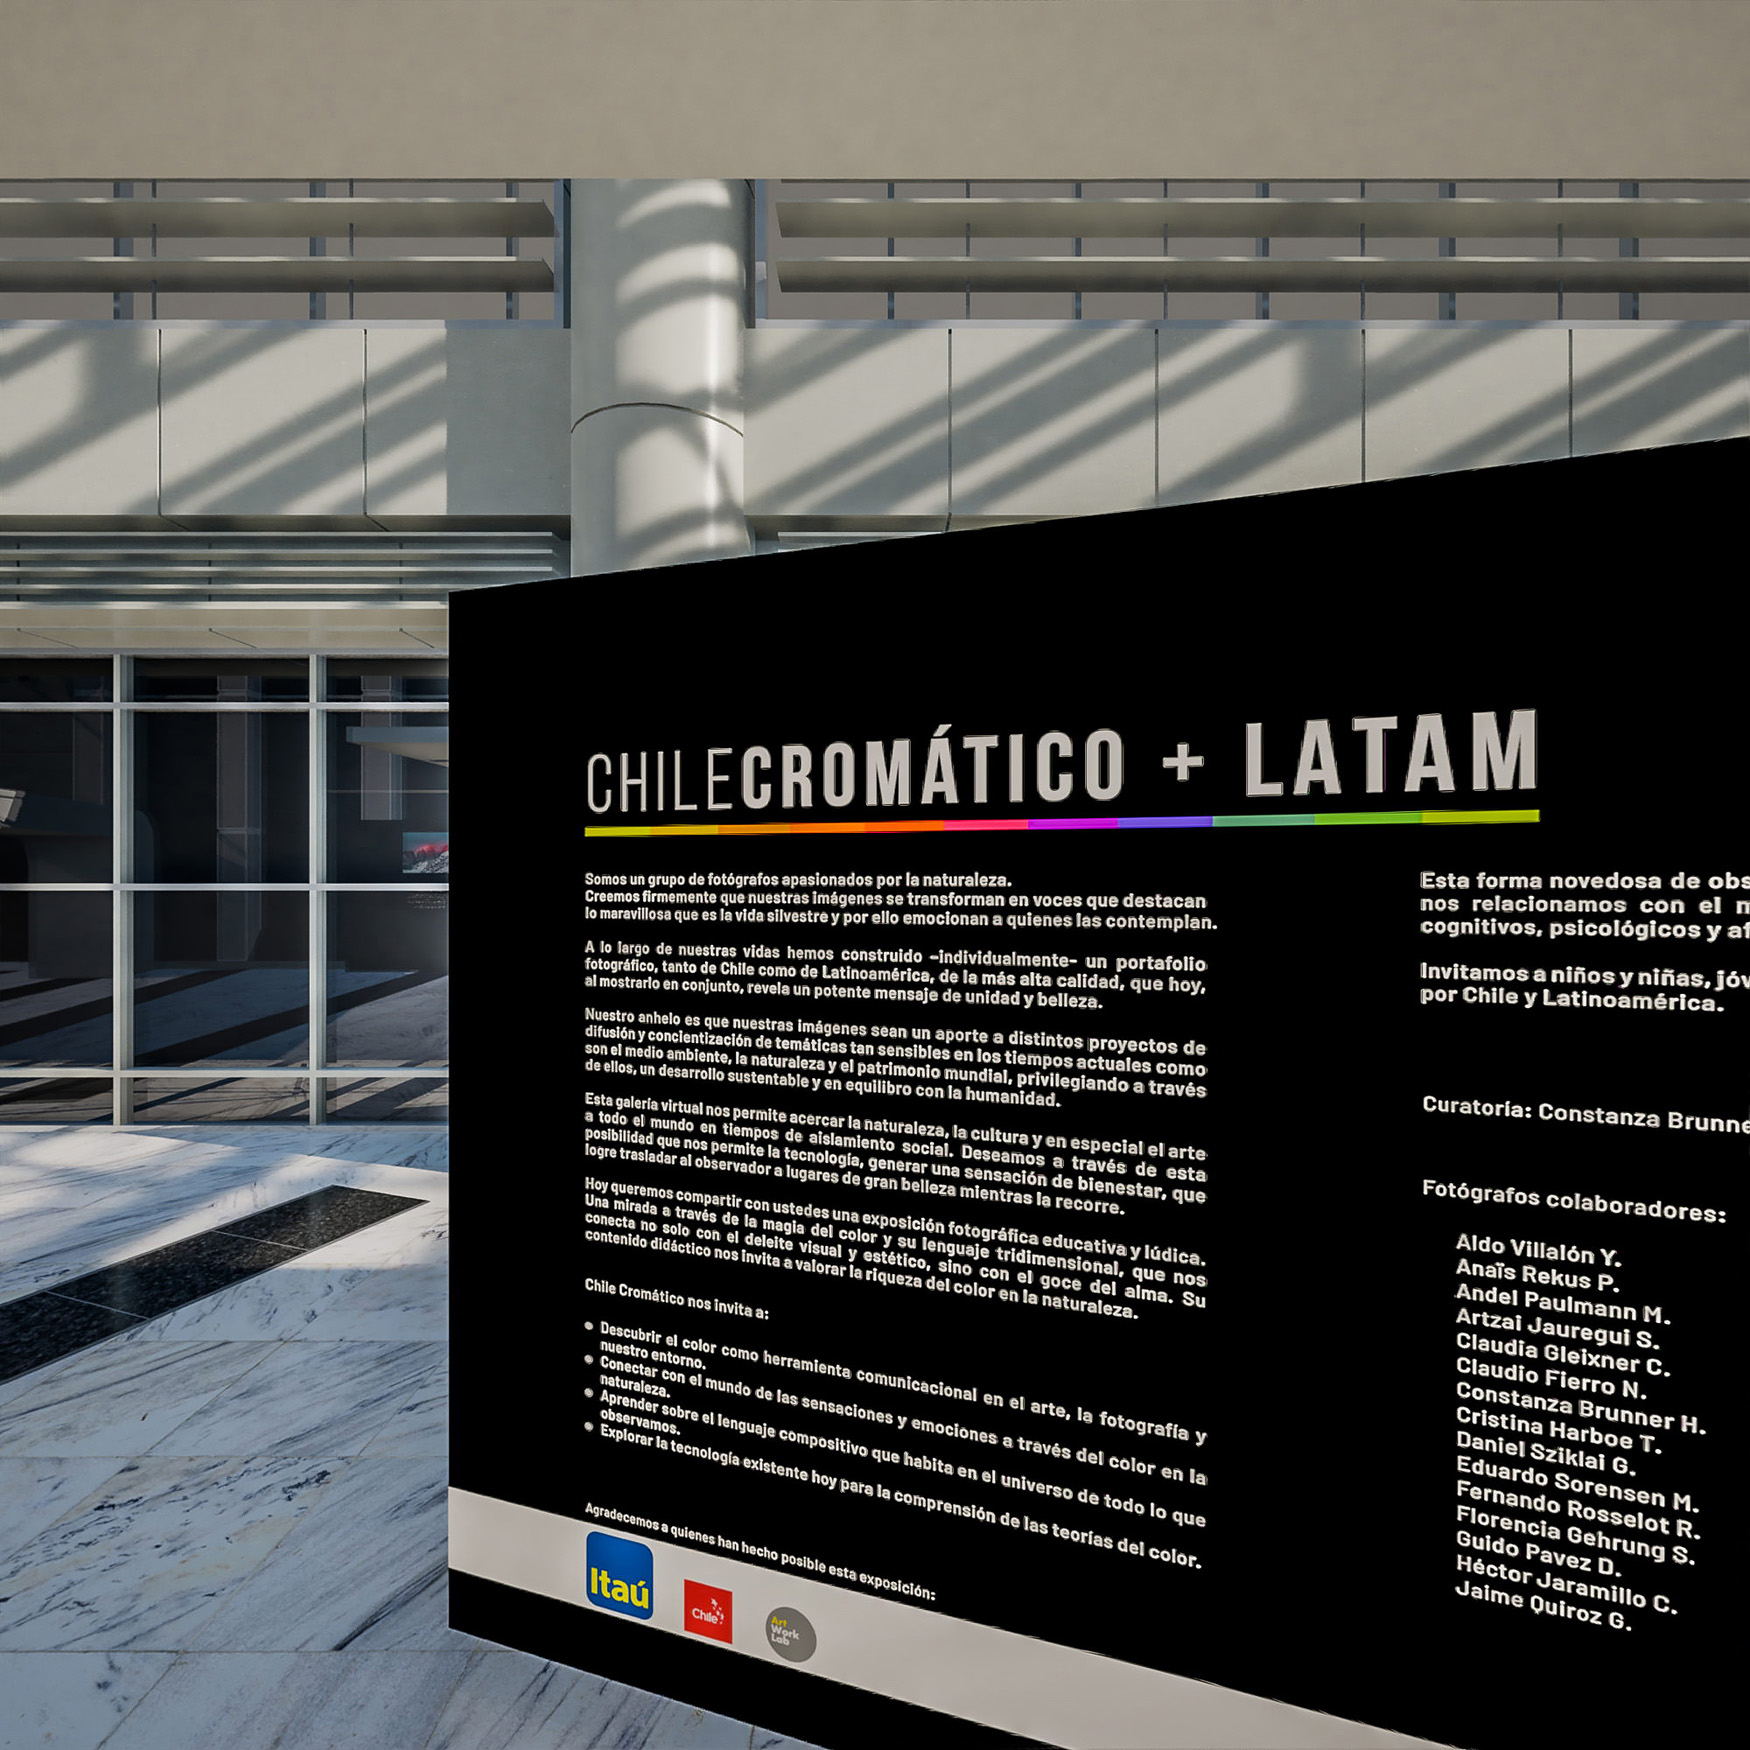 CHILECROMÁTICO + LATAM
Somos un grupo de fotógrafos apasionados por la naturaleza.
Creemos firmemente que nuestras imágenes se transforman en voces que destacan
lo maravillosa que es la vida silvestre y por ello emocionan a quienes las contemplan.
A lo largo de nuestras vidas hemos construido –individualmente– un portafolio
fotográfico, tanto de Chile como de Latinoamérica, de la más alta calidad, que hoy,
al mostrarlo en conjunto, revela un potente mensaje de unidad y belleza.
Nuestro anhelo es que nuestras imágenes sean un aporte a distintos proyectos de
difusión y concientización de temáticas tan sensibles en los tiempos actuales como
son el medio ambiente, la naturaleza y el patrimonio mundial, privilegiando a través
de ellos, un desarrollo sustentable y en equilibro con la humanidad.
Esta galería virtual nos permite acercar la naturaleza, la cultura y en especial el arte
a todo el mundo en tiempos de aislamiento social. Deseamos a través de esta
posibilidad que nos permite la tecnología, generar una sensación de bienestar, que
logre trasladar al observador a lugares de gran belleza mientras la recorre.
Hoy queremos compartir con ustedes una exposición fotográfica educativa y lúdica.
Una mirada a través de la magia del color y su lenguaje tridimensional, que nos
conecta no solo con el deleite visual y estético, sino con el goce del alma. Su
contenido didáctico nos invita a valorar la riqueza del color en la naturaleza.
Chile Cromático nos invita a:
● Descubrir el color como herramienta comunicacional en el arte, la fotografía y
nuestro entorno.
● Conectar con el mundo de las sensaciones y emociones a través del color en la
naturaleza.
● Aprender sobre el lenguaje compositivo que habita en el universo de todo lo que
observamos.
● Explorar la tecnología existente hoy para la comprensión de las teorías del color.
Agradecemos a quienes han hecho posible esta exposición:
Itaú
Chile
Art
Work
Lab
Esta forma novedosa de obs
nos relacionamos con el m
cognitivos, psicológicos y af
Invitamos a niños y niñas, jóv
por Chile y Latinoamérica.
Curatoría: Constanza Brunne
Fotógrafos colaboradores:
Aldo Villalón Y.
Anaïs Rekus P.
Andel Paulmann M.
Artzai Jauregui S.
Claudia Gleixner C.
Claudio Fierro N.
Constanza Brunner H.
Cristina Harboe T.
Daniel Sziklai G.
Eduardo Sorensen M.
Fernando Rosselot R.
Florencia Gehrung S.
Guido Pavez D.
Héctor Jaramillo C.
Jaime Quiroz G.